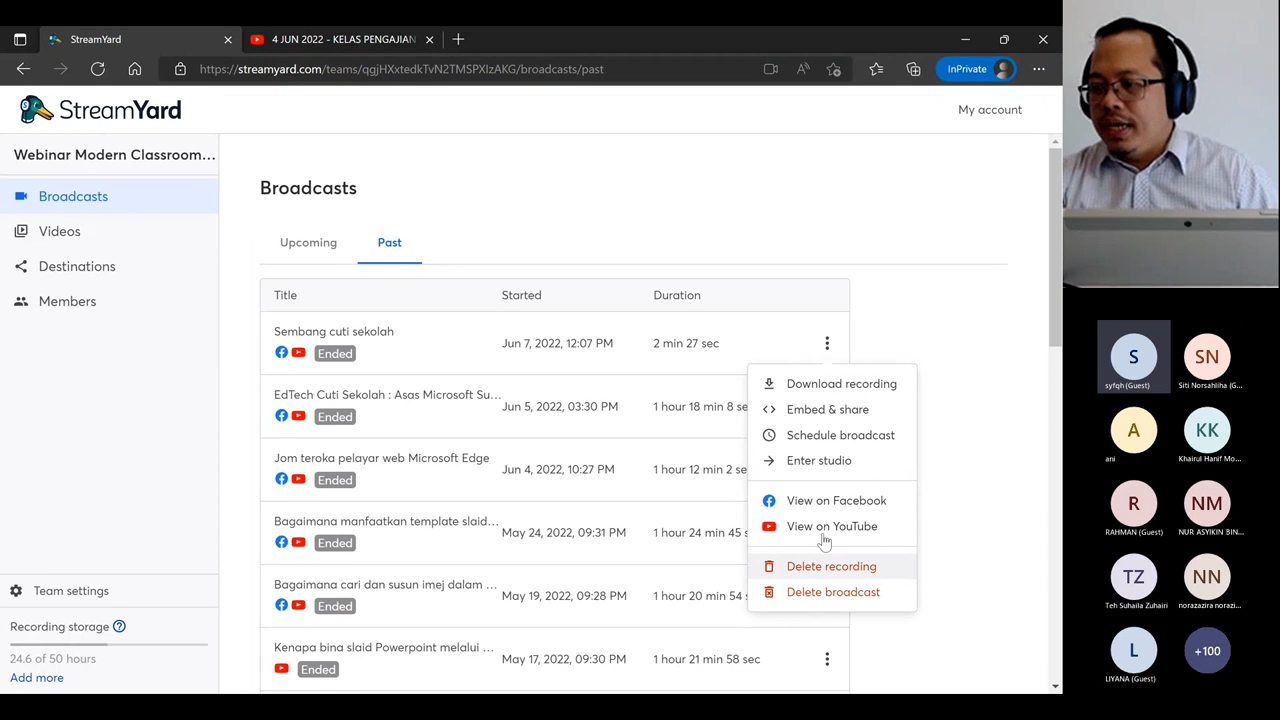 StreamYard
4 JUN 2022 - KELAS PENGAJIAN
https://streamyard.com/teams/qgjHXxtedkTvN2TMSPXIzAKG/broadcasts/past
InPrivate
StreamYard
My account
Webinar Modern Classroom...
Broadcasts
Videos
Destinations
Members
Team settings
Recording storage
24.6 of 50 hours
Add more
Broadcasts
Upcoming
Past
Title Started Duration
Sembang cuti sekolah
Ended
Jun 7, 2022, 12:07 PM
2 min 27 sec
EdTech Cuti Sekolah : Asas Microsoft Su...
Ended
Jun 5, 2022, 03:30 PM
1 hour 18 min 8 se
Jom teroka pelayar web Microsoft Edge
Ended
Jun 4, 2022, 10:27 PM
1 hour 12 min 2 se
Bagaimana manfaatkan template slaid...
Ended
May 24, 2022, 09:31 PM
1 hour 24 min 45 s
Bagaimana cari dan susun imej dalam ...
Ended
May 19, 2022, 09:28 PM
1 hour 20 min 54 s
Kenapa bina slaid Powerpoint melalui ...
Ended
May 17, 2022, 09:30 PM
1 hour 21 min 58 sec
Download recording
Embed & share
Schedule broadcast
Enter studio
View on Facebook
View on YouTube
Delete recording
Delete broadcast
S
syfqh (Guest)
SN
Siti Norsahliha (G...
A
ani
KK
Khairul Hanif Mo...
R
RAHMAN (Guest)
NM
NUR ASYIKIN BIN...
TZ
Teh Suhaila Zuhairi
NN
norazazira norazi...
L
LIYANA (Guest)
+100